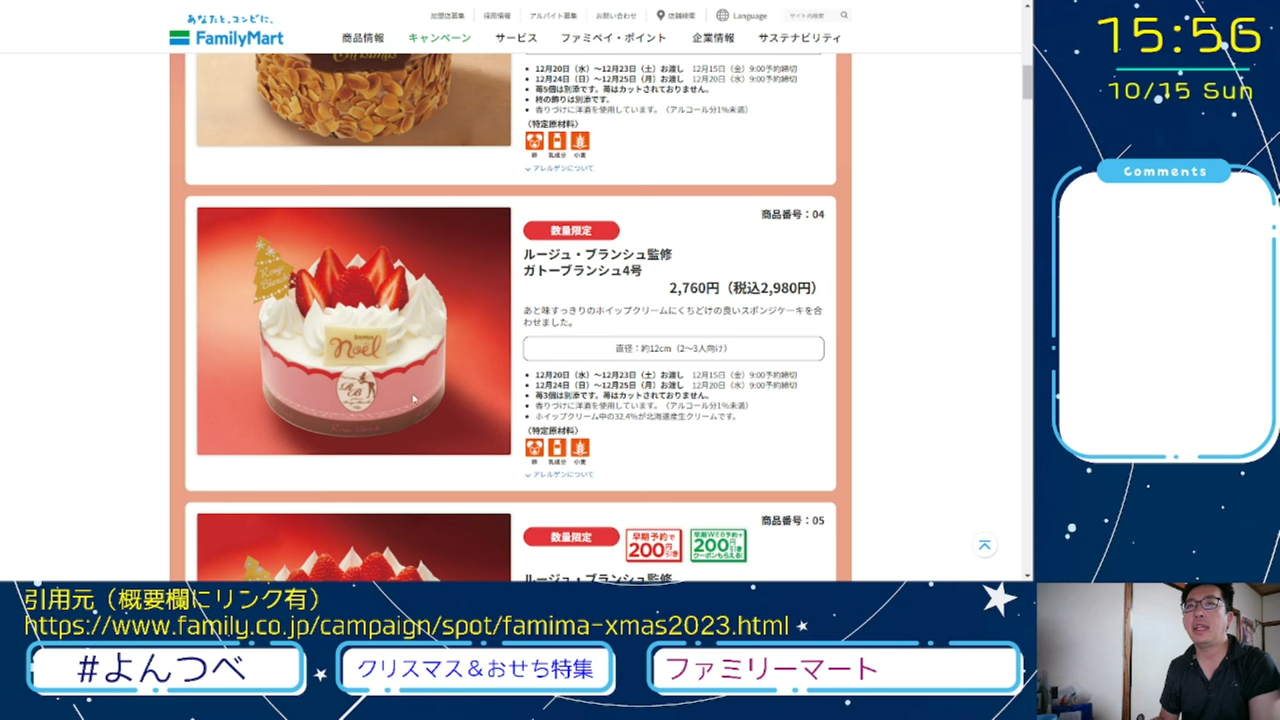 あなたと、コンビに、
FamilyMart
加盟店募集
採用情報
アルバイト募集
お問い合わせ
店舗検索
Language
サイト内検索
商品情報
キャンペーン
サービス
ファミペイ・ポイント
企業情報
サステナビリティ
Christmas
12月20日（水）～12月23日（土）お渡し 12月15日（金）9:00予約締切
12月24日（日）～12月25日（月）お渡し 12月20日（水）9:00予約締切
苺5個は別添です。苺はカットされておりません。
柊の飾りは別添です。
香りづけに洋酒を使用しています。（アルコール分1%未満）
〈特定原材料〉
卵 乳成分 小麦
アレルゲンについて
商品番号：04
数量限定
ルージュ・ブランシュ監修
ガトーブランシュ4号
2,760円（税込2,980円）
あと味すっきりのホイップクリームにくちどけの良いスポンジケーキを合
わせました。
直径：約12cm（2～3人向け）
12月20日（水）～12月23日（土）お渡し 12月15日（金）9:00予約締切
12月24日（日）～12月25日（月）お渡し 12月20日（水）9:00予約締切
苺3個は別添です。苺はカットされておりません。
香りづけに洋酒を使用しています。（アルコール分1%未満）
ホイップクリーム中の32.4%が北海道産生クリームです。
〈特定原材料〉
卵 乳成分 小麦
アレルゲンについて
Rouge
Blanche
Noël
商品番号：05
数量限定
早期予約で
200円引き
早期WEB予約で
200円引き
クーポンもらえる!
ルージュ・ブランシュ監修
15:56
10/15 Sun
Comments
引用元（概要欄にリンク有）
https://www.family.co.jp/campaign/spot/famima-xmas2023.html
#よんつべ
クリスマス＆おせち特集
ファミリーマート